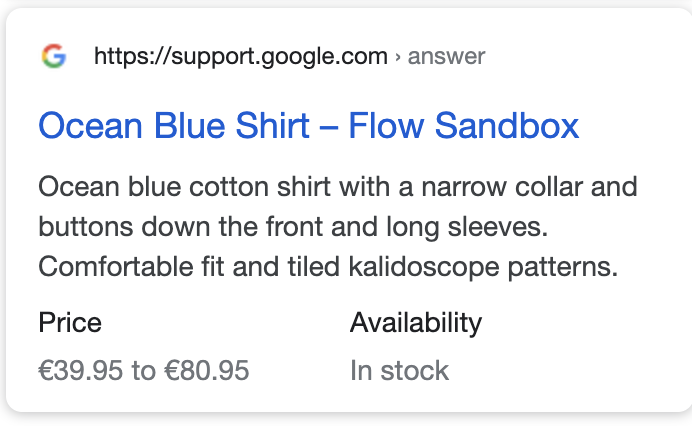 https://support.google.com › answer
Ocean Blue Shirt – Flow Sandbox
Ocean blue cotton shirt with a narrow collar and
buttons down the front and long sleeves.
Comfortable fit and tiled kalidoscope patterns.
Price Availability
€39.95 to €80.95 In stock